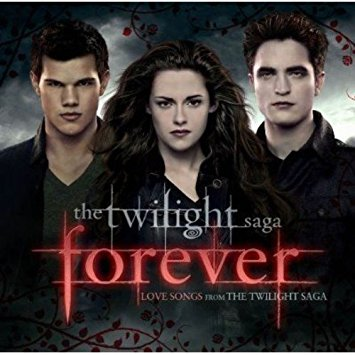 the twilight saga
forever
LOVE SONGS FROM THE TWILIGHT SAGA